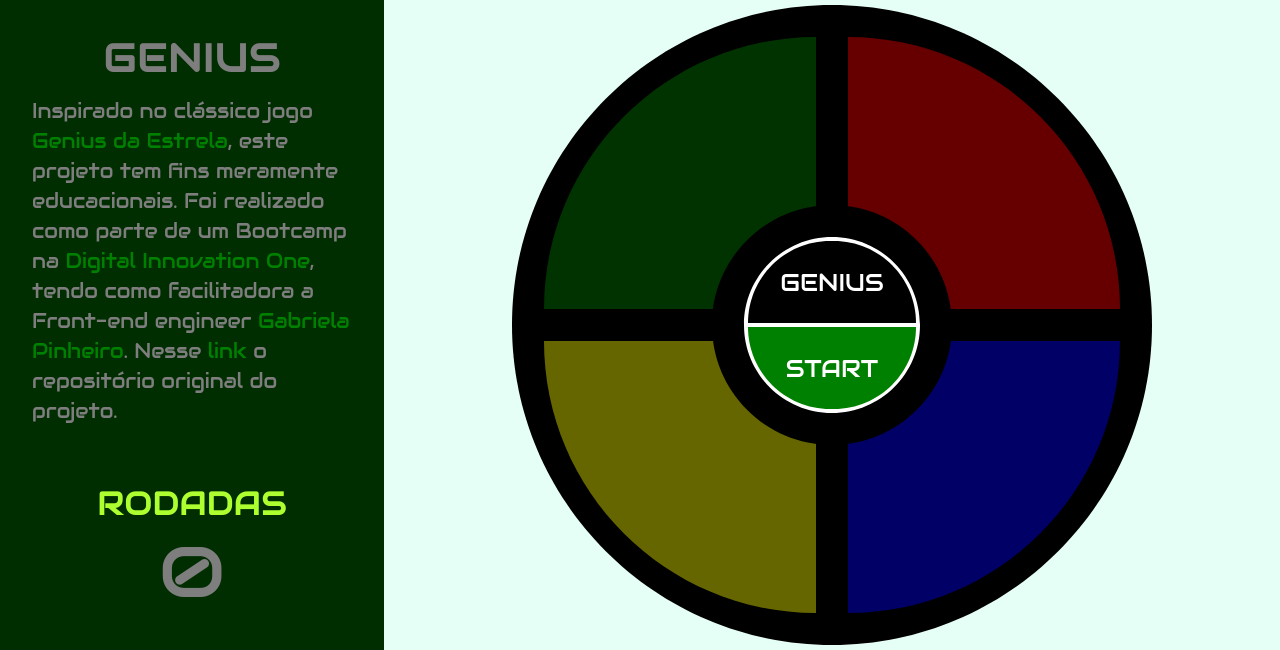 GENIUS
Inspirado no clássico jogo
Genius da Estrela, este
projeto tem fins meramente
educacionais. Foi realizado
como parte de um Bootcamp
na Digital Innovation One,
tendo como facilitadora a
Front-end engineer Gabriela
Pinheiro. Nesse link o
repositório original do
projeto.
RODADAS
0
GENIUS
START